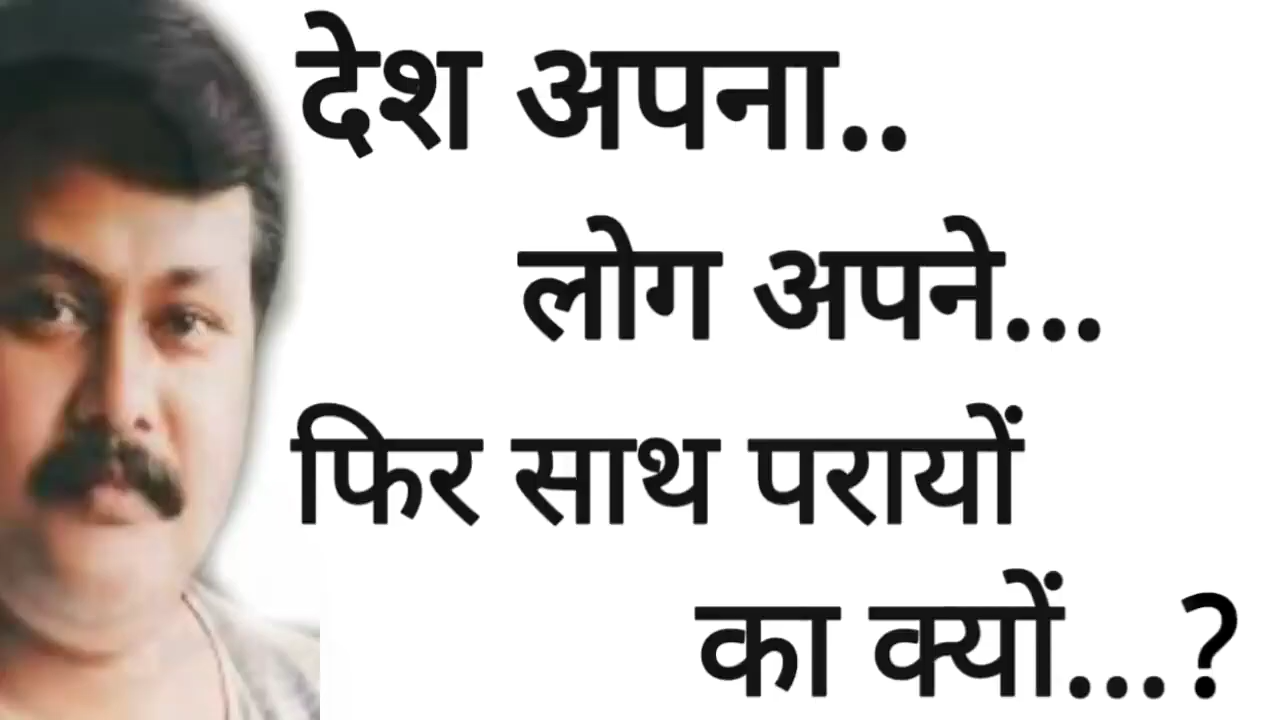 देश अपना..
लोग अपने...
फिर साथ परायों
का क्यों...?